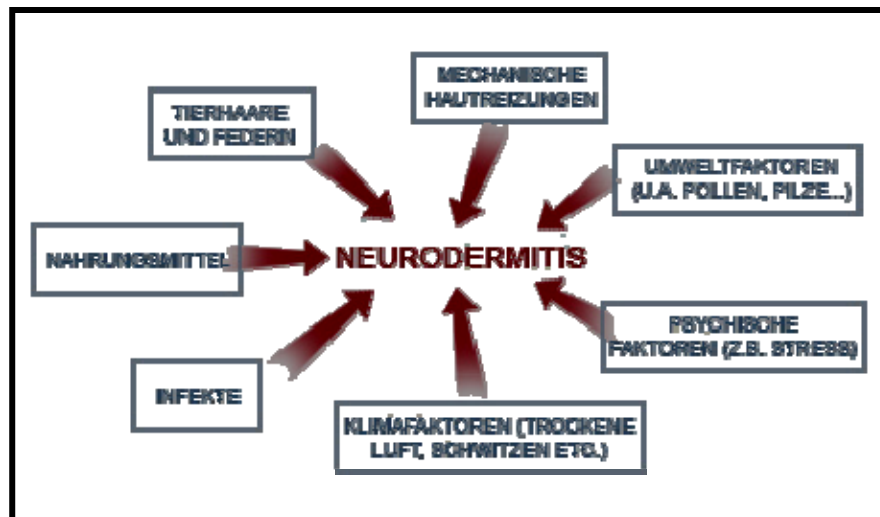 MECHANISCHE
HAUTREIZUNGEN
TIERHAARE
UND FEDERN
UMWELTFAKTOREN
(U.A. POLLEN, PILZE...)
NAHRUNGSMITTEL
NEURODERMITIS
PSYCHISCHE
FAKTOREN (Z.B. STRESS)
INFEKTE
KLIMAFAKTOREN (TROCKENE
LUFT, SCHWITZEN ETC.)